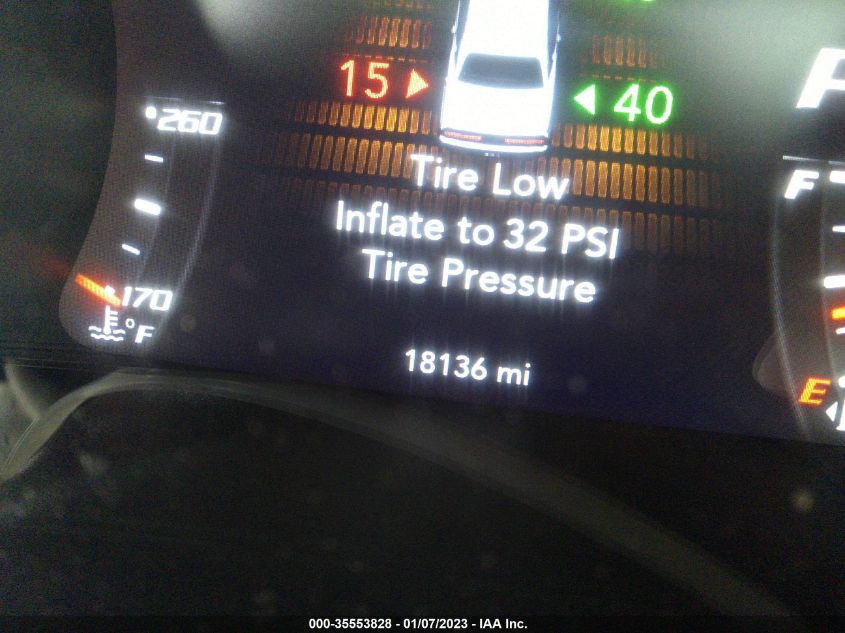 15 40
260
Tire Low
Inflate to 32 PSI
Tire Pressure
170
°F
18136 mi
F
E
000-35553828 - 01/07/2023 - IAA Inc.